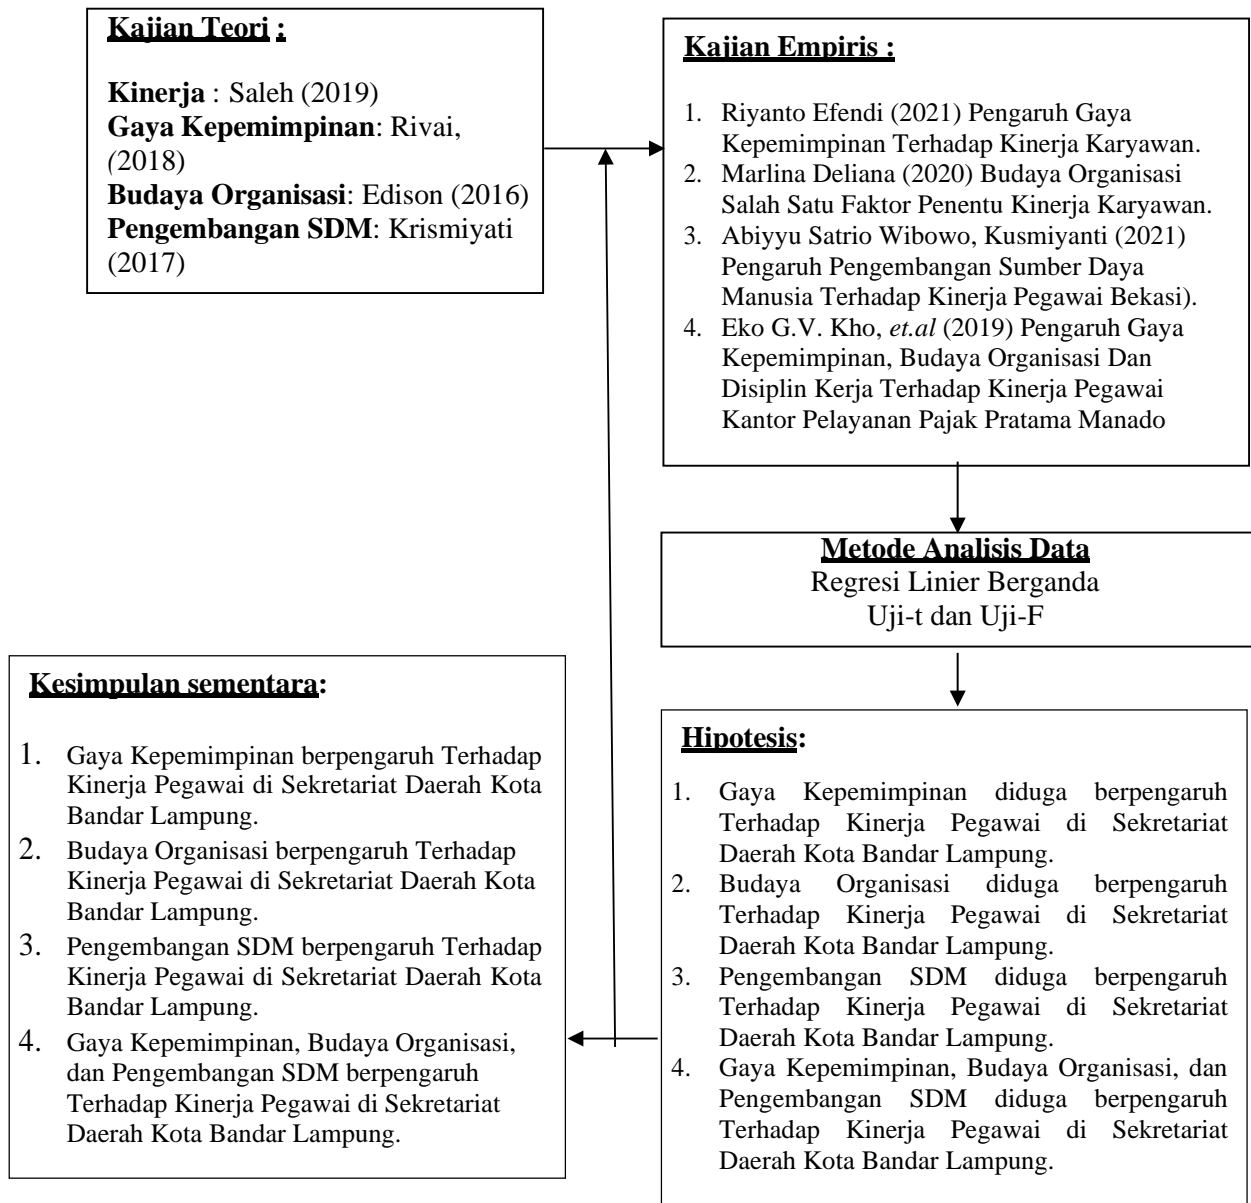 Kajian Teori :
Kinerja : Saleh (2019)
Gaya Kepemimpinan: Rivai,
(2018)
Budaya Organisasi: Edison (2016)
Pengembangan SDM: Krismiyati
(2017)
Kajian Empiris :
1. Riyanto Efendi (2021) Pengaruh Gaya
Kepemimpinan Terhadap Kinerja Karyawan.
2. Marlina Deliana (2020) Budaya Organisasi
Salah Satu Faktor Penentu Kinerja Karyawan.
3. Abiyyu Satrio Wibowo, Kusmiyanti (2021)
Pengaruh Pengembangan Sumber Daya
Manusia Terhadap Kinerja Pegawai Bekasi).
4. Eko G.V. Kho, et.al (2019) Pengaruh Gaya
Kepemimpinan, Budaya Organisasi Dan
Disiplin Kerja Terhadap Kinerja Pegawai
Kantor Pelayanan Pajak Pratama Manado
Metode Analisis Data
Regresi Linier Berganda
Uji-t dan Uji-F
Hipotesis:
1. Gaya Kepemimpinan diduga berpengaruh
Terhadap Kinerja Pegawai di Sekretariat
Daerah Kota Bandar Lampung.
2. Budaya Organisasi diduga berpengaruh
Terhadap Kinerja Pegawai di Sekretariat
Daerah Kota Bandar Lampung.
3. Pengembangan SDM diduga berpengaruh
Terhadap Kinerja Pegawai di Sekretariat
Daerah Kota Bandar Lampung.
4. Gaya Kepemimpinan, Budaya Organisasi, dan
Pengembangan SDM diduga berpengaruh
Terhadap Kinerja Pegawai di Sekretariat
Daerah Kota Bandar Lampung.
Kesimpulan sementara:
1. Gaya Kepemimpinan berpengaruh Terhadap
Kinerja Pegawai di Sekretariat Daerah Kota
Bandar Lampung.
2. Budaya Organisasi berpengaruh Terhadap
Kinerja Pegawai di Sekretariat Daerah Kota
Bandar Lampung.
3. Pengembangan SDM berpengaruh Terhadap
Kinerja Pegawai di Sekretariat Daerah Kota
Bandar Lampung.
4. Gaya Kepemimpinan, Budaya Organisasi,
dan Pengembangan SDM berpengaruh
Terhadap Kinerja Pegawai di Sekretariat
Daerah Kota Bandar Lampung.